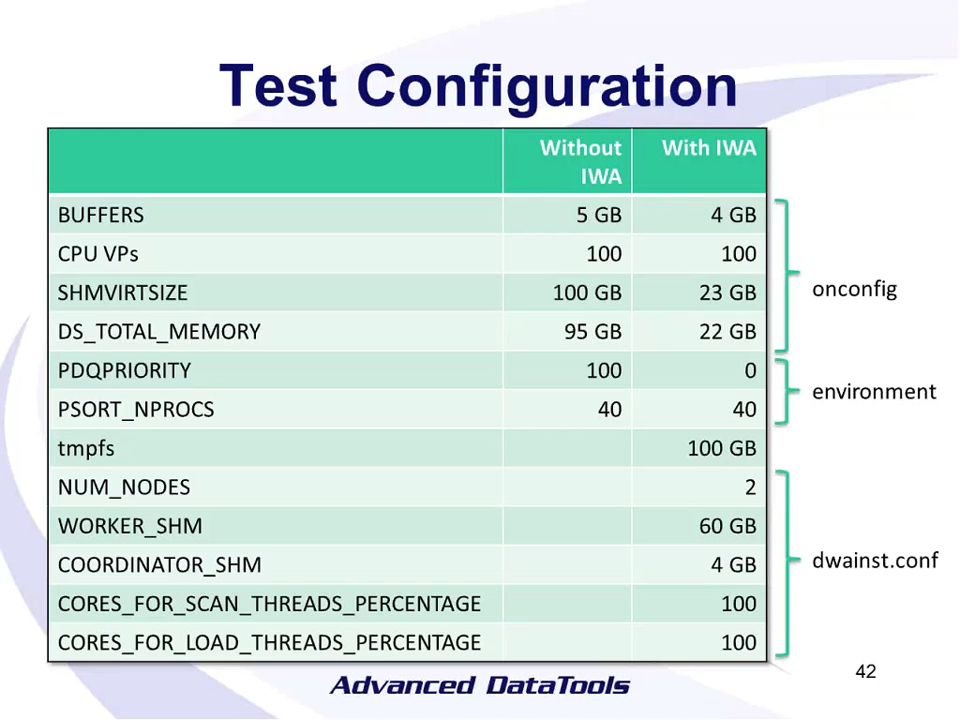 Test Configuration
Without IWA With IWA
BUFFERS 5 GB 4 GB
CPU VPs 100 100
SHMVIRTSIZE 100 GB 23 GB
DS_TOTAL_MEMORY 95 GB 22 GB
onconfig
PDQPRIORITY 100 0
PSORT_NPROCS 40 40
environment
tmpfs 100 GB
NUM_NODES 2
WORKER_SHM 60 GB
COORDINATOR_SHM 4 GB
CORES_FOR_SCAN_THREADS_PERCENTAGE 100
CORES_FOR_LOAD_THREADS_PERCENTAGE 100
dwainst.conf
Advanced DataTools
42